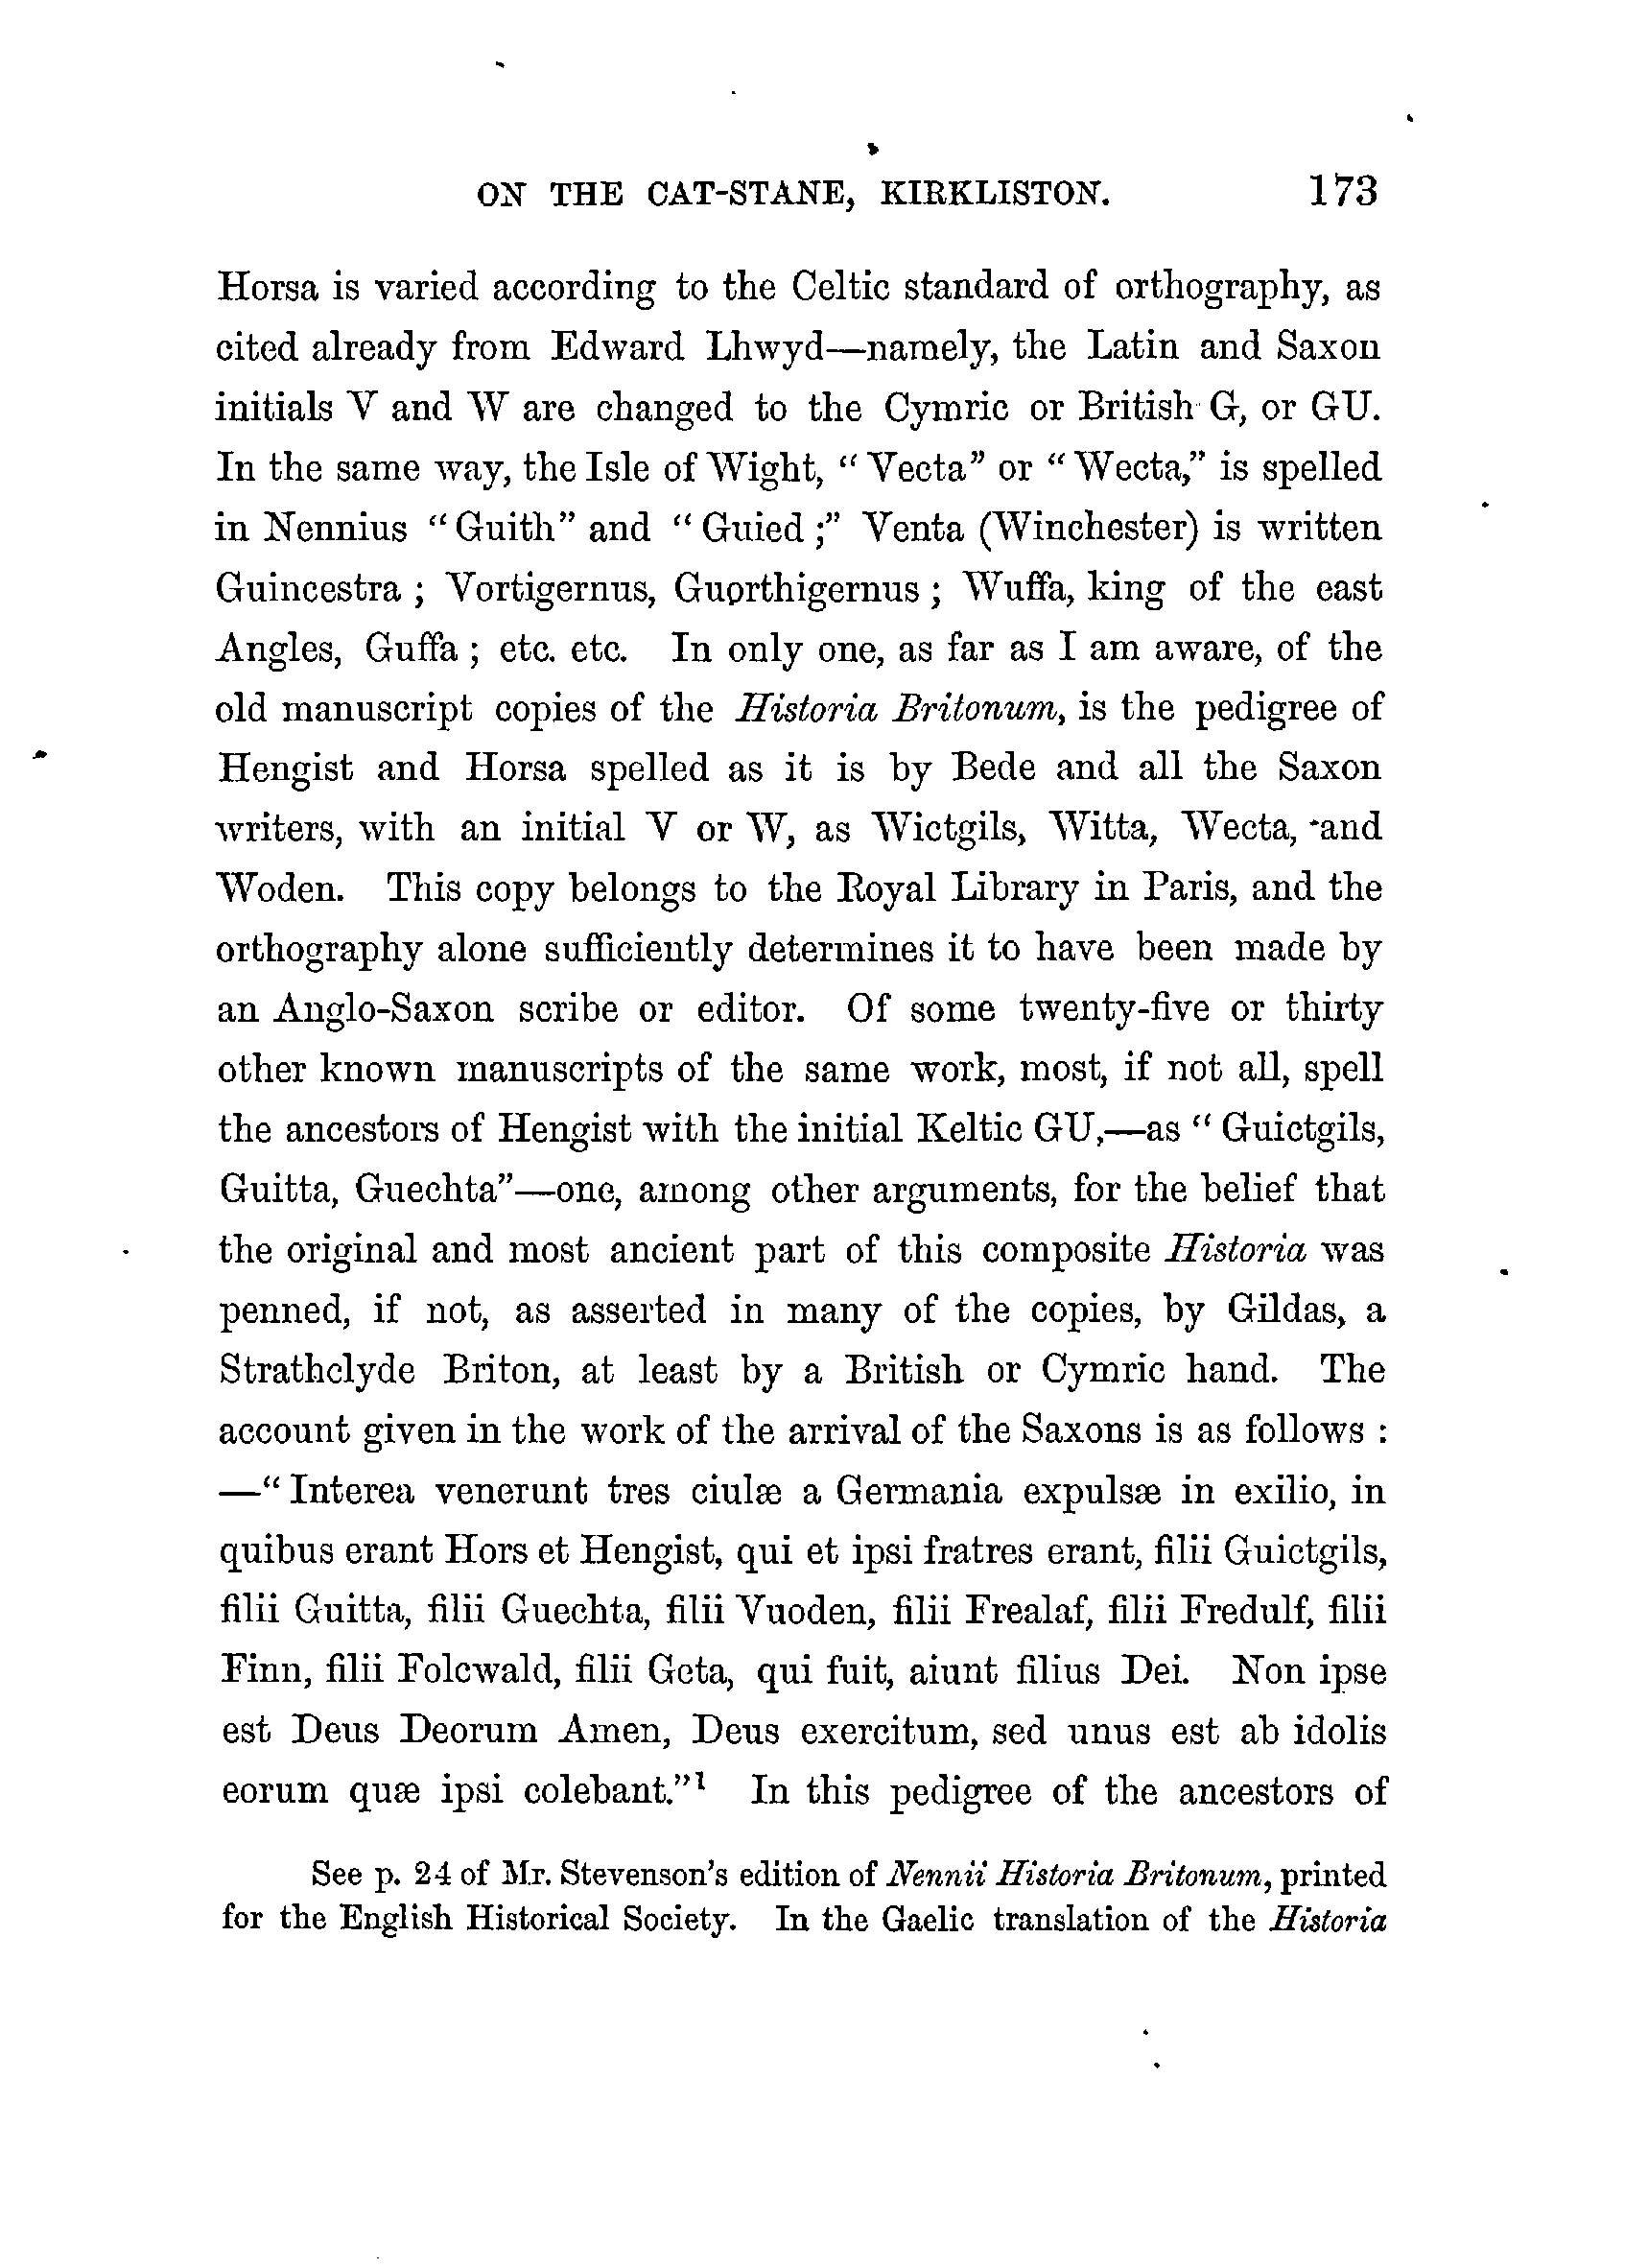 ON THE CAT-STANE, KIRKLISTON. 173
Horsa is varied according to the Celtic standard of orthography, as
cited already from Edward Lhwyd—namely, the Latin and Saxon
initials V and W are changed to the Cymric or British G, or GU.
In the same way, the Isle of Wight, “Vecta” or “Wecta,” is spelled
in Nennius “Guith” and “Guied;” Venta (Winchester) is written
Guincestra; Vortigernus, Guorthigernus; Wuffa, king of the east
Angles, Guffa; etc. etc. In only one, as far as I am aware, of the
old manuscript copies of the Historia Britonum, is the pedigree of
Hengist and Horsa spelled as it is by Bede and all the Saxon
writers, with an initial V or W, as Wictgils, Witta, Wecta, and
Woden. This copy belongs to the Royal Library in Paris, and the
orthography alone sufficiently determines it to have been made by
an Anglo-Saxon scribe or editor. Of some twenty-five or thirty
other known manuscripts of the same work, most, if not all, spell
the ancestors of Hengist with the initial Keltic GU,—as “Guictgils,
Guitta, Guechta”—one, among other arguments, for the belief that
the original and most ancient part of this composite Historia was
penned, if not, as asserted in many of the copies, by Gildas, a
Strathclyde Briton, at least by a British or Cymric hand. The
account given in the work of the arrival of the Saxons is as follows:
—“Interea venerunt tres ciulæ a Germania expulsæ in exilio, in
quibus erant Hors et Hengist, qui et ipsi fratres erant, filii Guictgils,
filii Guitta, filii Guechta, filii Vuoden, filii Frealaf, filii Fredulf, filii
Finn, filii Folcwald, filii Geta, qui fuit, aiunt filius Dei. Non ipse
est Deus Deorum Amen, Deus exercitum, sed unus est ab idolis
eorum quæ ipsi colebant.”1 In this pedigree of the ancestors of
See p. 24 of Mr. Stevenson's edition of Nennii Historia Britonum, printed
for the English Historical Society. In the Gaelic translation of the Historia